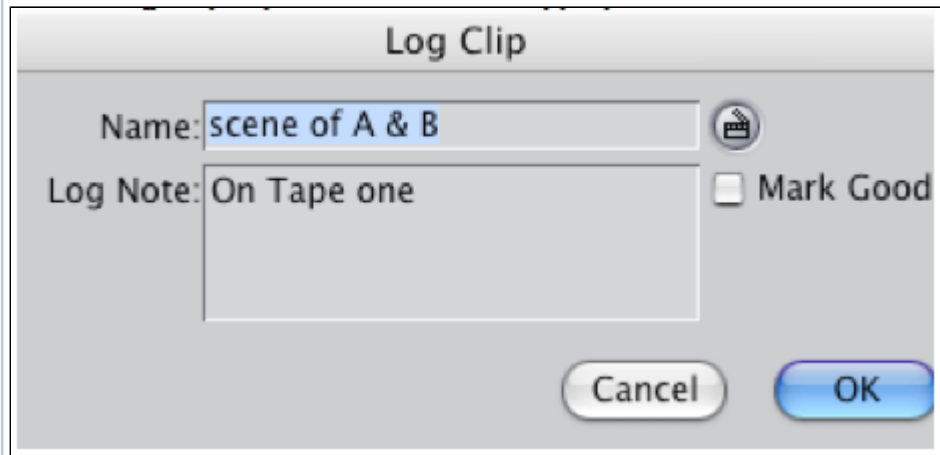 Log Clip
Name: scene of A & B
Log Note: On Tape one
Mark Good
Cancel OK